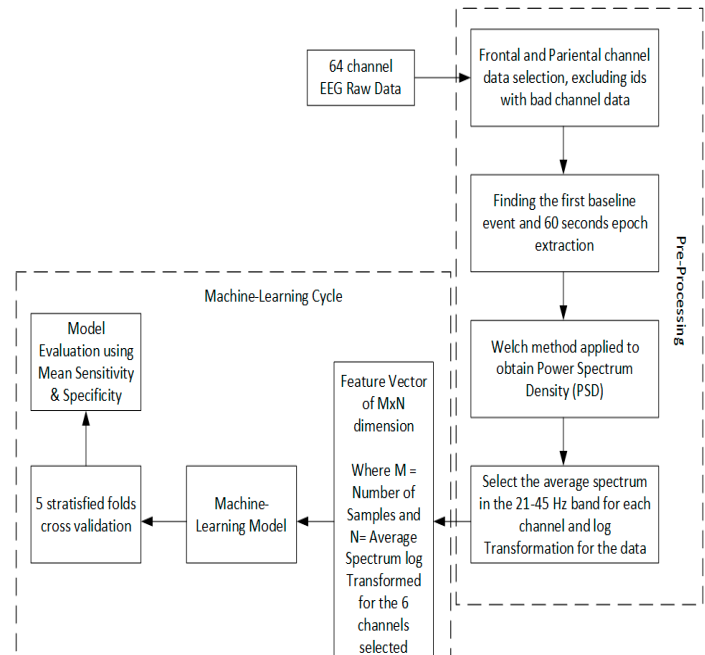 64 channel
EEG Raw Data
Frontal and Pariental channel
data selection, excluding ids
with bad channel data
Finding the first baseline
event and 60 seconds epoch
extraction
Pre-Processing
Welch method applied to
obtain Power Spectrum
Density (PSD)
Select the average spectrum
in the 21-45 Hz band for each
channel and log
Transformation for the data
Machine-Learning Cycle
Feature Vector
of MxN
dimension
Where M =
Number of
Samples and
N= Average
Spectrum log
Transformed
for the 6
channels
selected
Machine-
Learning Model
5 stratisfied folds
cross validation
Model
Evaluation using
Mean Sensitivity
& Specificity